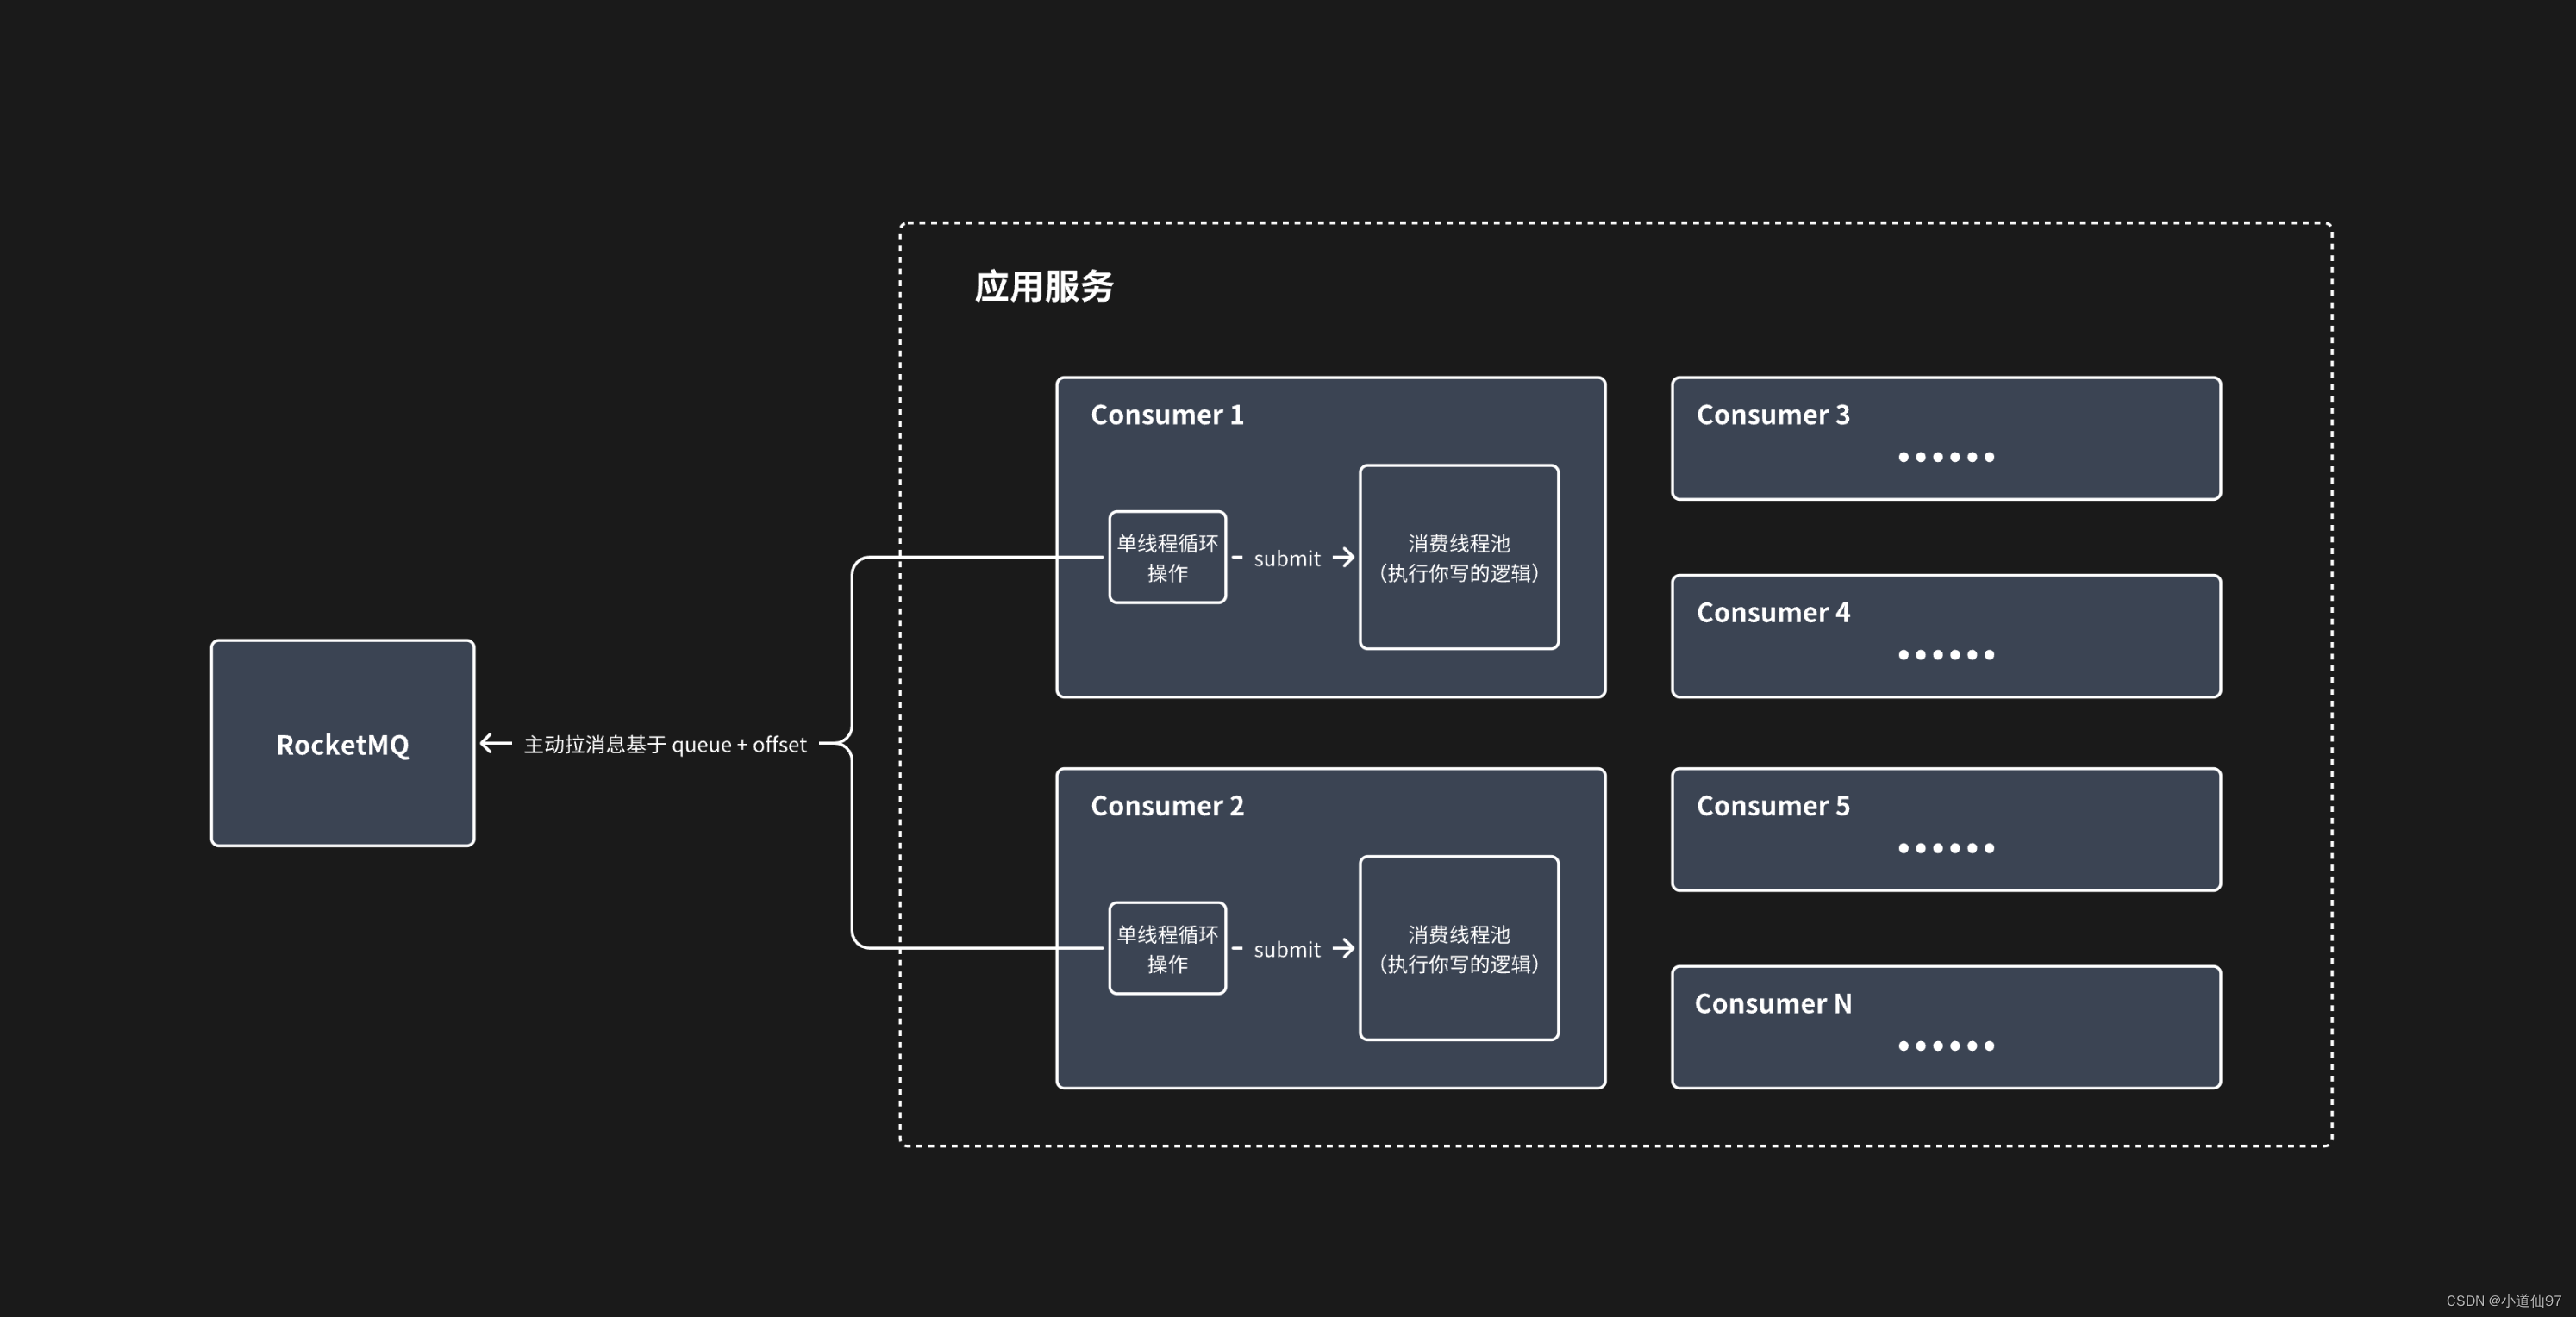 应用服务
Consumer 1
单线程循环
操作
submit
消费线程池
（执行你写的逻辑）
Consumer 3
Consumer 4
RocketMQ
主动拉消息基于 queue + offset
Consumer 2
单线程循环
操作
submit
消费线程池
（执行你写的逻辑）
Consumer 5
Consumer N
CSDN @小道仙97